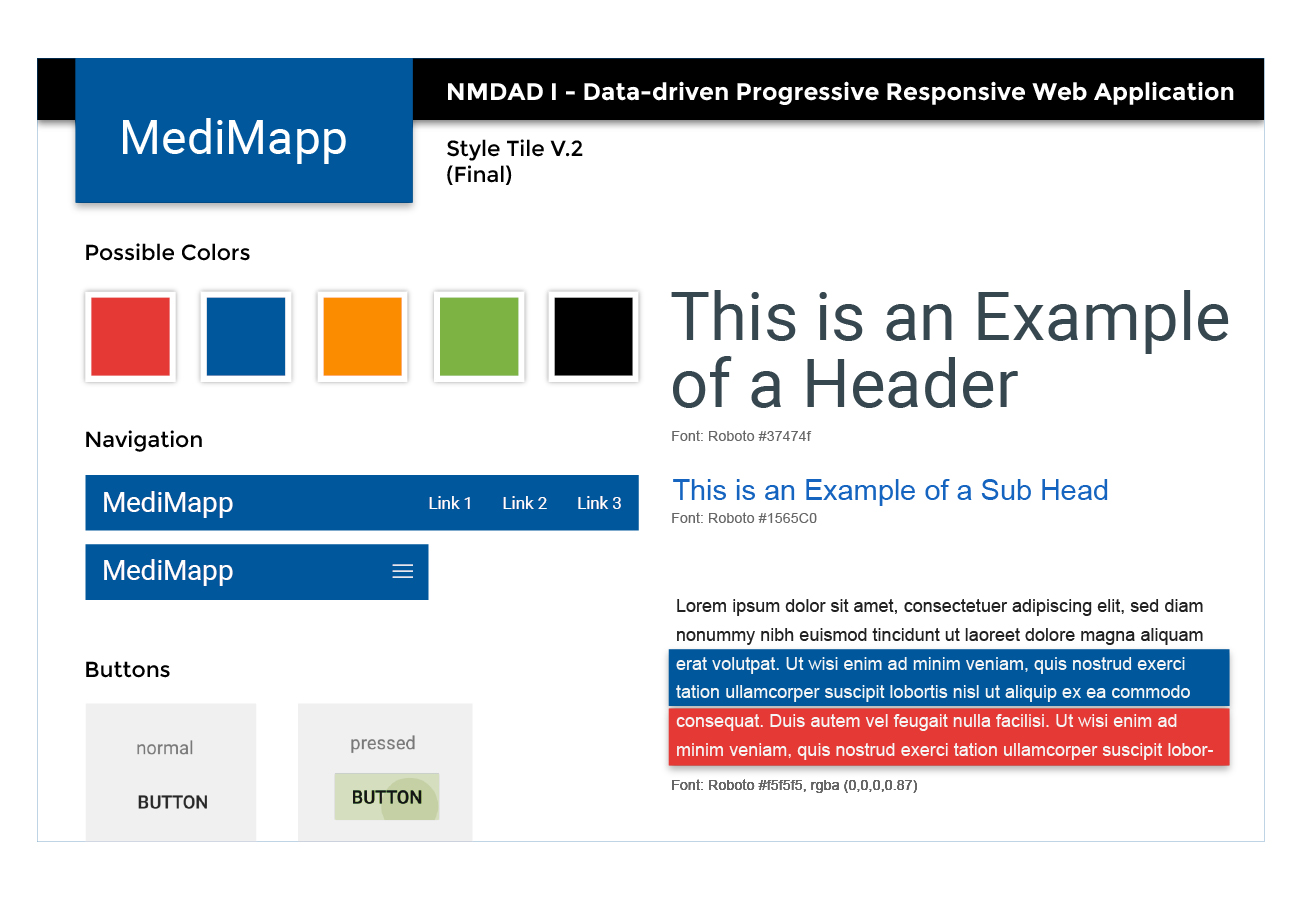 NMDAD I - Data-driven Progressive Responsive Web Application
MediMapp
Style Tile V.2
(Final)
Possible Colors
Navigation
MediMapp Link 1 Link 2 Link 3
MediMapp
Buttons
normal
BUTTON
pressed
BUTTON
This is an Example
of a Header
Font: Roboto #37474f
This is an Example of a Sub Head
Font: Roboto #1565C0
Lorem ipsum dolor sit amet, consectetuer adipiscing elit, sed diam
nonummy nibh euismod tincidunt ut laoreet dolore magna aliquam
erat volutpat. Ut wisi enim ad minim veniam, quis nostrud exerci
tation ullamcorper suscipit lobortis nisl ut aliquip ex ea commodo
consequat. Duis autem vel feugait nulla facilisi. Ut wisi enim ad
minim veniam, quis nostrud exerci tation ullamcorper suscipit lobor-
Font: Roboto #f5f5f5, rgba (0,0,0,0.87)